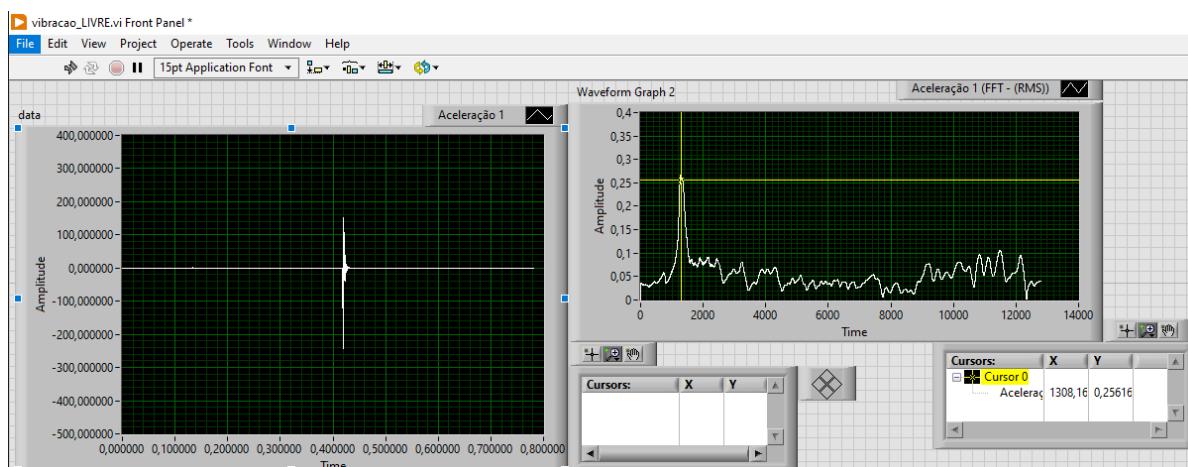 vibracao_LIVRE.vi Front Panel *
File Edit View Project Operate Tools Window Help
15pt Application Font
data
Aceleração 1
400,000000
300,000000
200,000000
100,000000
0,000000
-100,000000
-200,000000
-300,000000
-400,000000
-500,000000
Amplitude
0,000000 0,100000 0,200000 0,300000 0,400000 0,500000 0,600000 0,700000 0,800000
Time
Waveform Graph 2
Aceleração 1 (FFT - (RMS))
0,4
0,35
0,3
0,25
0,2
0,15
0,1
0,05
0
Amplitude
0 2000 4000 6000 8000 10000 12000 14000
Time
Cursors: X Y
Cursors: X Y
Cursor 0
Aceleraç 1308,16 0,25616